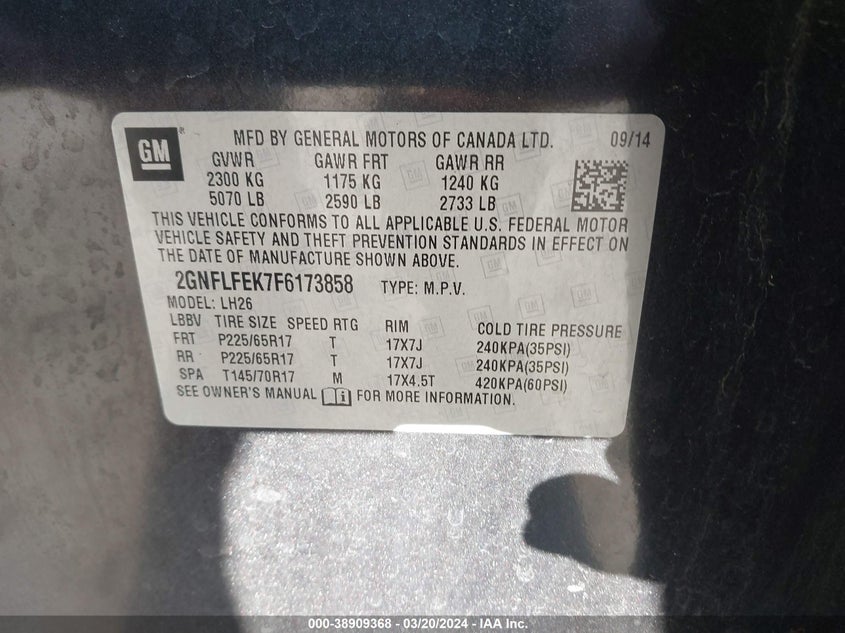 GM
MFD BY GENERAL MOTORS OF CANADA LTD. 09/14
GVWR GAWR FRT GAWR RR
2300 KG 1175 KG 1240 KG
5070 LB 2590 LB 2733 LB
THIS VEHICLE CONFORMS TO ALL APPLICABLE U.S. FEDERAL MOTOR
VEHICLE SAFETY AND THEFT PREVENTION STANDARDS IN EFFECT ON
THE DATE OF MANUFACTURE SHOWN ABOVE.
2GNFLFEK7F6173858 TYPE: M.P.V.
MODEL: LH26
LBBV TIRE SIZE SPEED RTG RIM COLD TIRE PRESSURE
FRT P225/65R17 T 17X7J 240KPA(35PSI)
RR P225/65R17 T 17X7J 240KPA(35PSI)
SPA T145/70R17 M 17X4.5T 420KPA(60PSI)
SEE OWNER'S MANUAL FOR MORE INFORMATION.
000-38909368 - 03/20/2024 - IAA Inc.